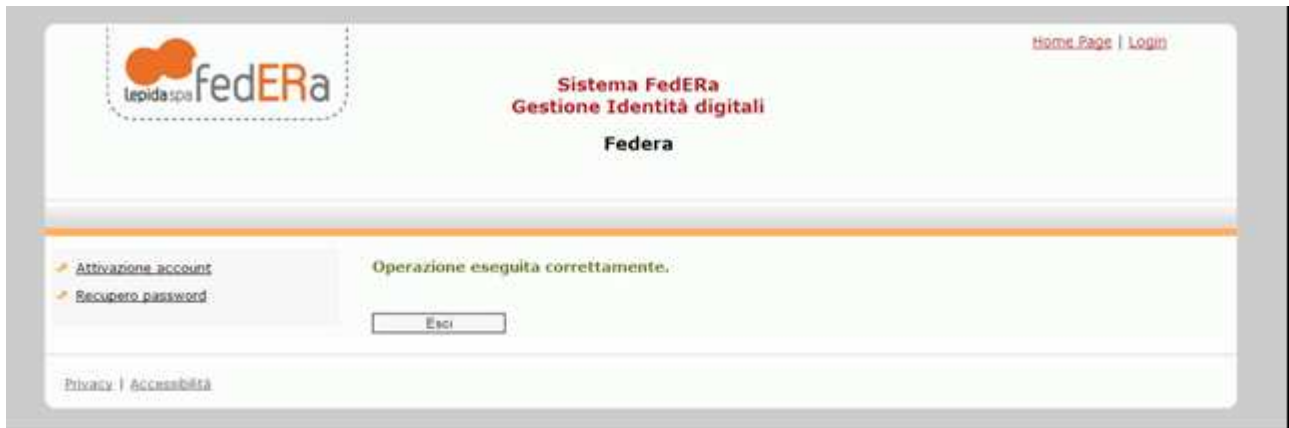 Home Page | Login
lepidaspa fedERa
Sistema FedERa
Gestione Identità digitali
Federa
Attivazione account
Recupero password
Operazione eseguita correttamente.
Esci
Privacy | Accessibilità